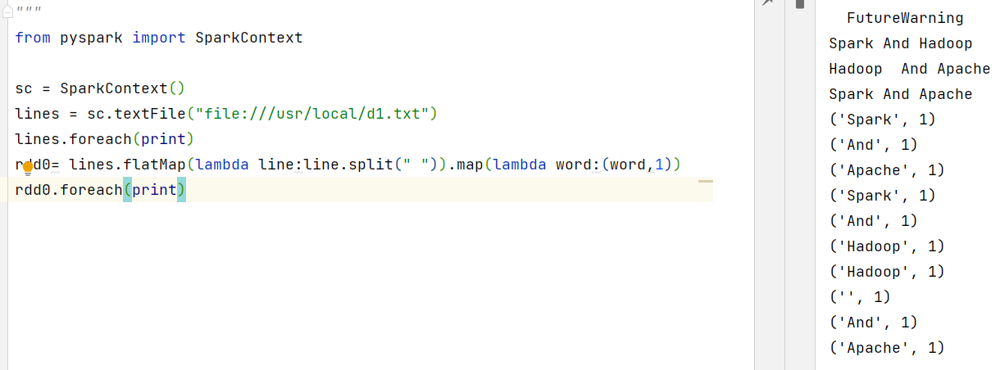 """
from pyspark import SparkContext
sc = SparkContext()
lines = sc.textFile("file:///usr/local/d1.txt")
lines.foreach(print)
rdd0= lines.flatMap(lambda line:line.split(" ")).map(lambda word:(word,1))
rdd0.foreach(print)
FutureWarning
Spark And Hadoop
Hadoop  And Apache
Spark And Apache
('Spark', 1)
('And', 1)
('Apache', 1)
('Spark', 1)
('And', 1)
('Hadoop', 1)
('Hadoop', 1)
('', 1)
('And', 1)
('Apache', 1)